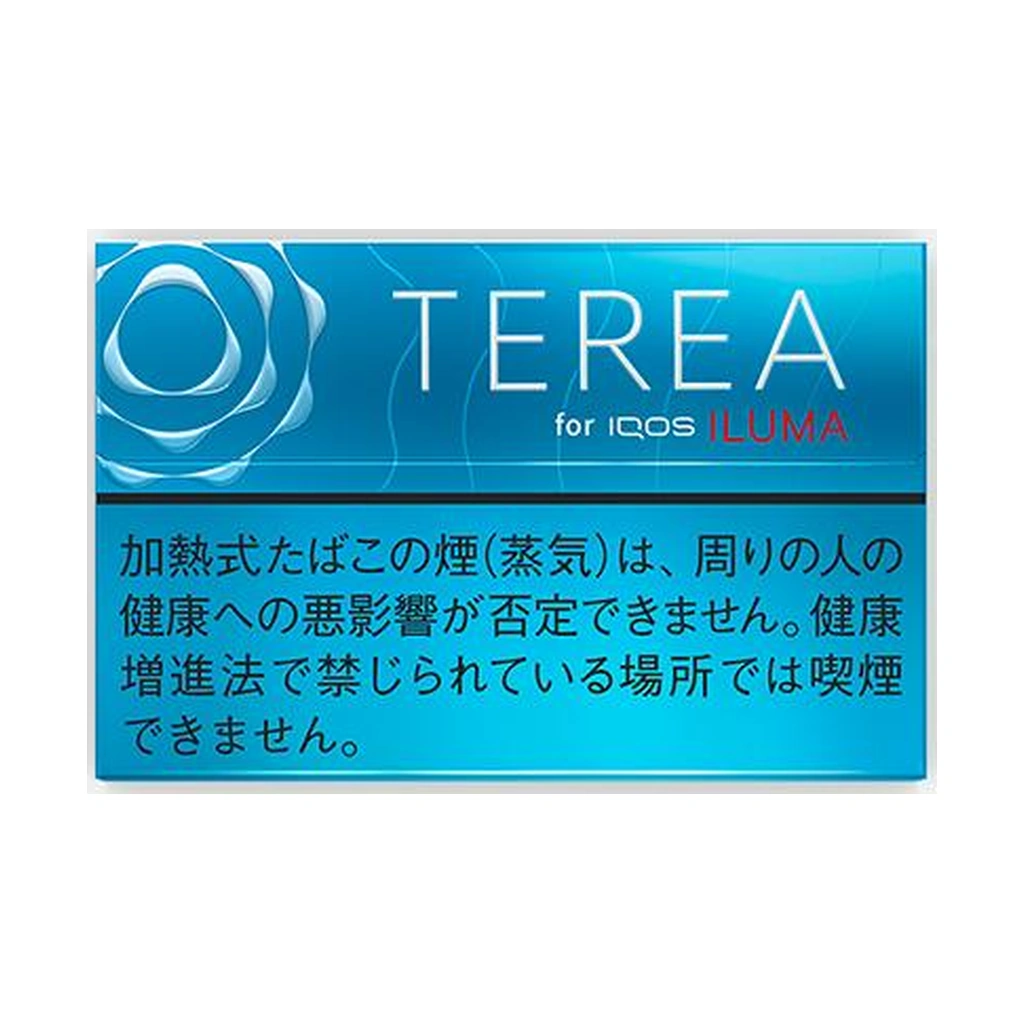 TEREA
for IQOS ILUMA
加熱式たばこの煙(蒸気)は、周りの人の
健康への悪影響が否定できません。健康
増進法で禁じられている場所では喫煙
できません。